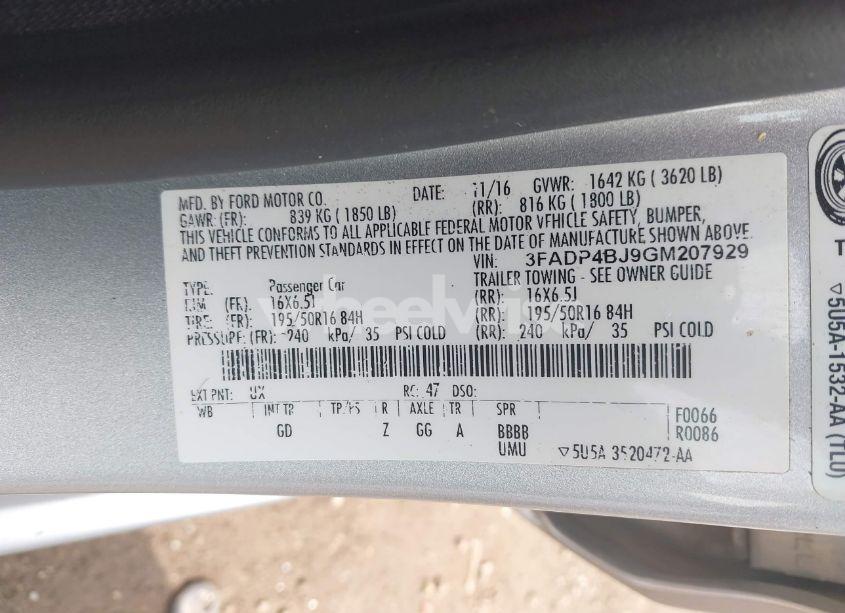 MFD. BY FORD MOTOR CO. DATE: 11/16 GVWR: 1642 KG ( 3620 LB)
GAWR: (FR): 839 KG ( 1850 LB) (RR): 816 KG ( 1800 LB)
THIS VEHICLE CONFORMS TO ALL APPLICABLE FEDERAL MOTOR VEHICLE SAFETY, BUMPER,
AND THEFT PREVENTION STANDARDS IN EFFECT ON THE DATE OF MANUFACTURE SHOWN ABOVE.
VIN: 3FADP4BJ9GM207929
TYPE: Passenger Car TRAILER TOWING - SEE OWNER GUIDE
RIM (FR): 16X6.5J (RR): 16X6.5J
TIRE: (FR): 195/50R16 84H (RR): 195/50R16 84H
PRESSURE: (FR): 240 kPa/ 35 PSI COLD (RR): 240 kPa/ 35 PSI COLD
EXT PNT: UX RC: 47 DSO:
WB INT TR TP/PS R AXLE TR SPR F0066
GD Z GG A BBBB R0086
UMU ▽5U5A 3520472-AA
▽5U5A-1532-AA (TLU)
wheelwise